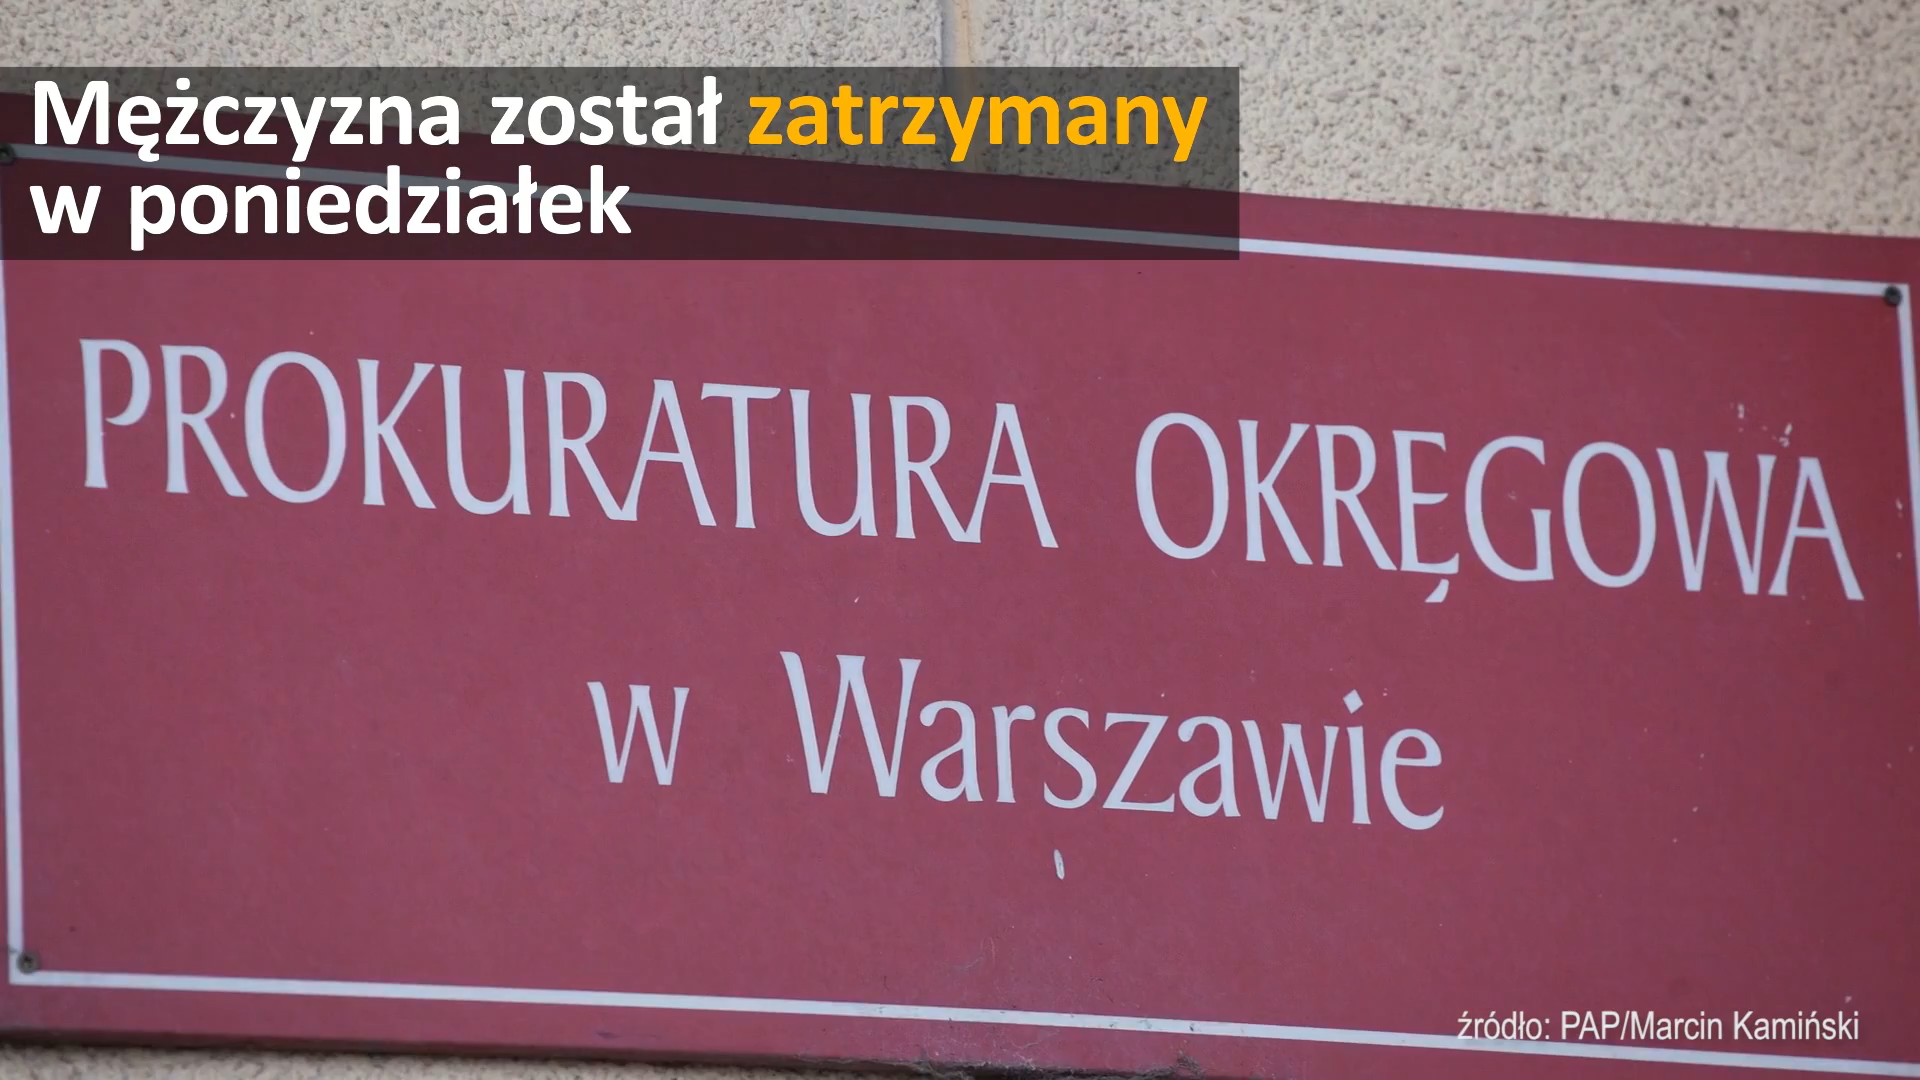 Mężczyzna został zatrzymany
w poniedziałek
PROKURATURA OKRĘGOWA
w Warszawie
źródło: PAP/Marcin Kamiński